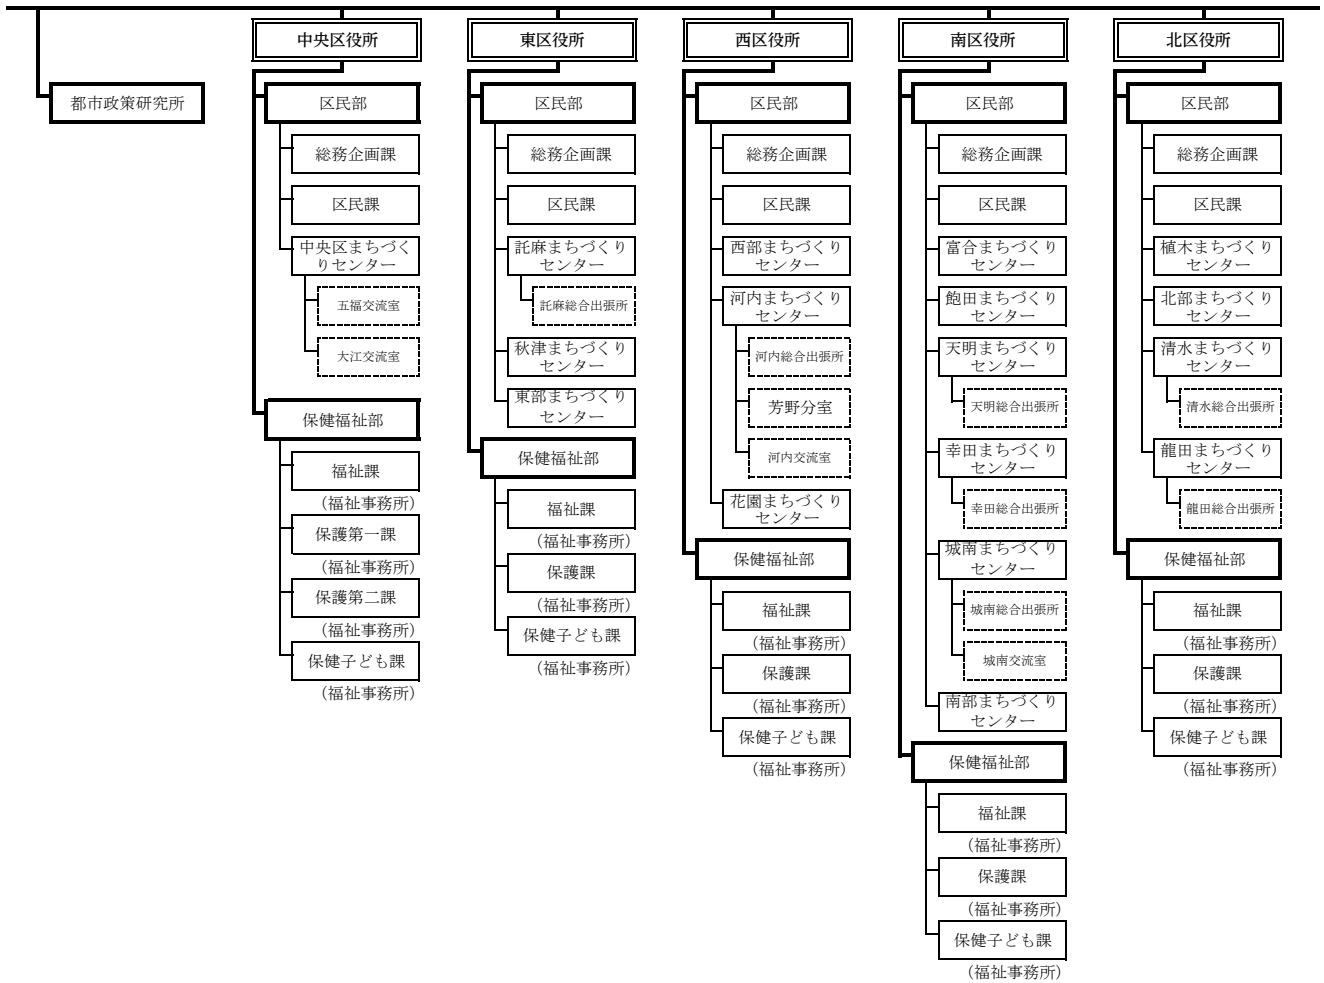 都市政策研究所
中央区役所
区民部
総務企画課
区民課
中央区まちづく
りセンター
五福交流室
大江交流室
保健福祉部
福祉課
（福祉事務所）
保護第一課
（福祉事務所）
保護第二課
（福祉事務所）
保健子ども課
（福祉事務所）
東区役所
区民部
総務企画課
区民課
託麻まちづくり
センター
託麻総合出張所
秋津まちづくり
センター
東部まちづくり
センター
保健福祉部
福祉課
（福祉事務所）
保護課
（福祉事務所）
保健子ども課
（福祉事務所）
西区役所
区民部
総務企画課
区民課
西部まちづくり
センター
河内まちづくり
センター
河内総合出張所
芳野分室
河内交流室
花園まちづくり
センター
保健福祉部
福祉課
（福祉事務所）
保護課
（福祉事務所）
保健子ども課
（福祉事務所）
南区役所
区民部
総務企画課
区民課
富合まちづくり
センター
飽田まちづくり
センター
天明まちづくり
センター
天明総合出張所
幸田まちづくり
センター
幸田総合出張所
城南まちづくり
センター
城南総合出張所
城南交流室
南部まちづくり
センター
保健福祉部
福祉課
（福祉事務所）
保護課
（福祉事務所）
保健子ども課
（福祉事務所）
北区役所
区民部
総務企画課
区民課
植木まちづくり
センター
北部まちづくり
センター
清水まちづくり
センター
清水総合出張所
龍田まちづくり
センター
龍田総合出張所
保健福祉部
福祉課
（福祉事務所）
保護課
（福祉事務所）
保健子ども課
（福祉事務所）